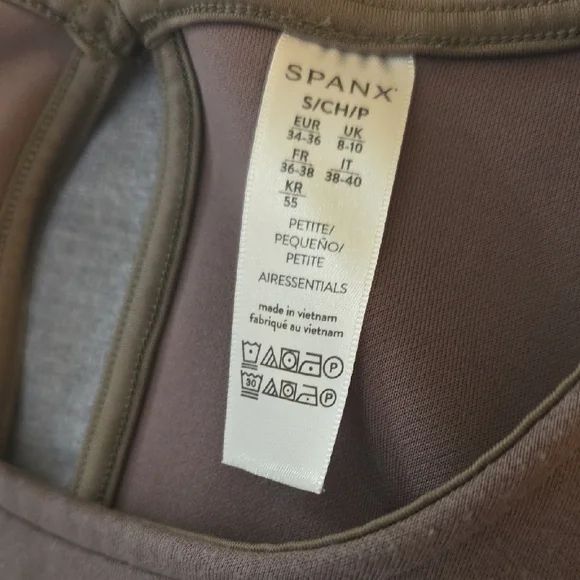 SPANX
S/CH/P
EUR UK
34-36 8-10
FR IT
36-38 38-40
KR
55
PETITE/
PEQUEÑO/
PETITE
AIRESSENTIALS
made in vietnam
fabriqué au vietnam
P
30 P